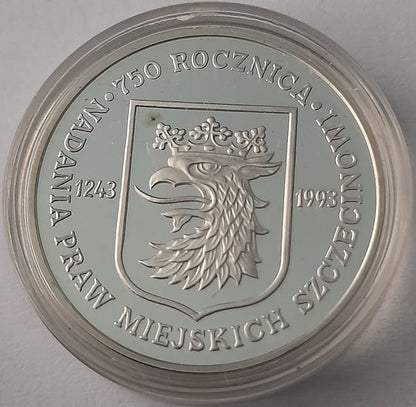 750 ROCZNICA · NADANIA PRAW MIEJSKICH SZCZECINOWI ·
1243
1993